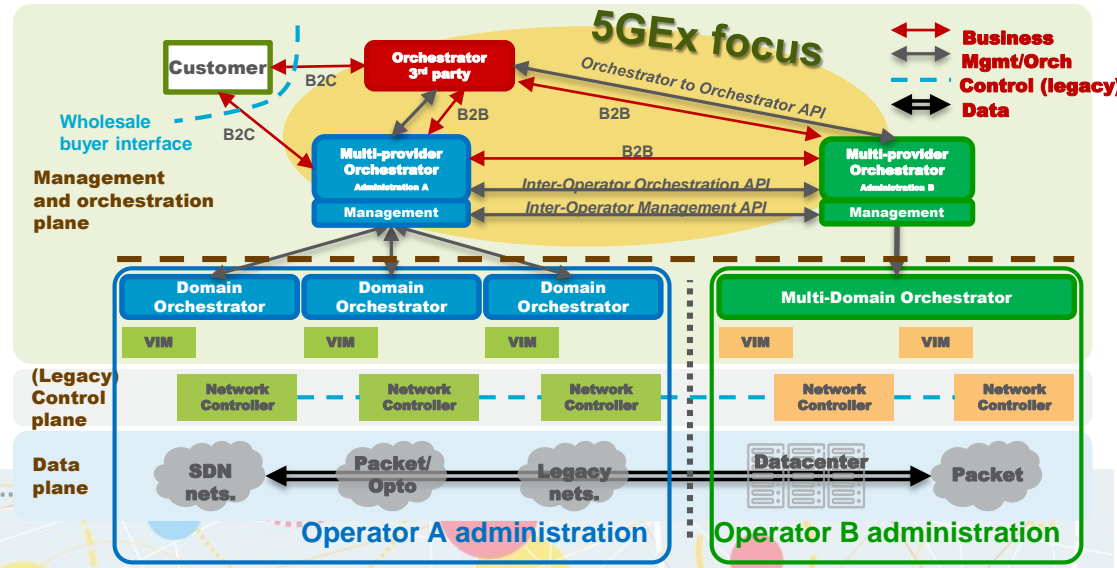 5GEx focus
Business
Mgmt/Orch
Control (legacy)
Data
Customer
B2C
Orchestrator
3rd party
Orchestrator to Orchestrator API
B2B
B2B
Wholesale
buyer interface
B2C
Management
and orchestration
plane
Multi-provider
Orchestrator
Administration A
Management
B2B
Inter-Operator Orchestration API
Inter-Operator Management API
Multi-provider
Orchestrator
Administration B
Management
Domain
Orchestrator
Domain
Orchestrator
Domain
Orchestrator
Multi-Domain Orchestrator
VIM
VIM
VIM
VIM
VIM
(Legacy)
Control
plane
Network
Controller
Network
Controller
Network
Controller
Network
Controller
Network
Controller
Data
plane
SDN
nets.
Packet/
Opto
Legacy
nets.
Datacenter
Packet
Operator A administration
Operator B administration